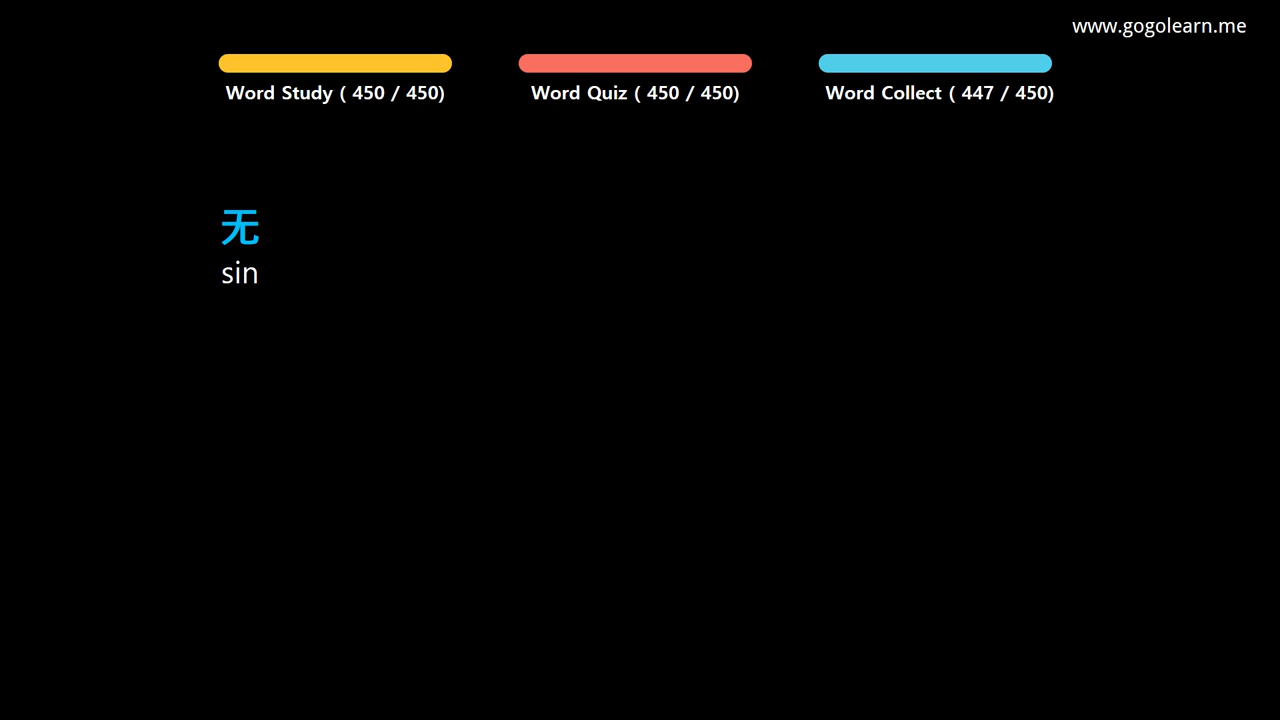 www.gogolearn.me
Word Study ( 450 / 450)
Word Quiz ( 450 / 450)
Word Collect ( 447 / 450)
无
sin